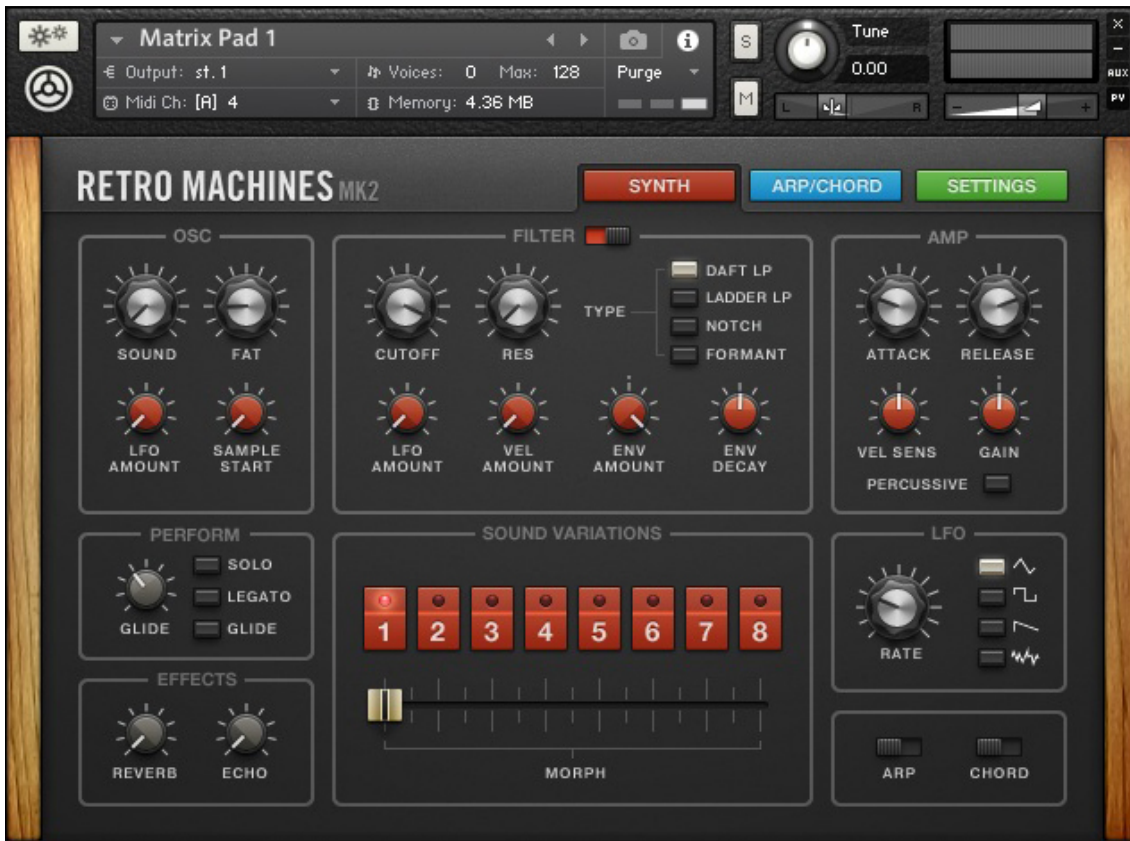 Matrix Pad 1
Output: st.1
Voices: 0 Max: 128
Purge
Midi Ch: [A] 4
Memory: 4.36 MB
S
M
Tune
0.00
L R
- +
X
-
AUX
PV
RETRO MACHINES MK2
SYNTH
ARP/CHORD
SETTINGS
OSC
SOUND
FAT
LFO AMOUNT
SAMPLE START
FILTER
CUTOFF
RES
TYPE
DAFT LP
LADDER LP
NOTCH
FORMANT
LFO AMOUNT
VEL AMOUNT
ENV AMOUNT
ENV DECAY
AMP
ATTACK
RELEASE
VEL SENS
GAIN
PERCUSSIVE
PERFORM
GLIDE
SOLO
LEGATO
GLIDE
SOUND VARIATIONS
1 2 3 4 5 6 7 8
MORPH
LFO
RATE
EFFECTS
REVERB
ECHO
ARP
CHORD